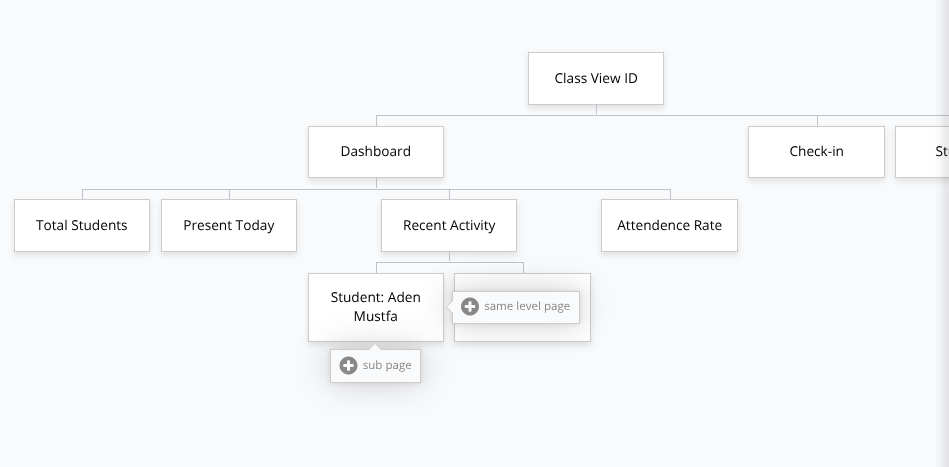 Class View ID
Dashboard
Check-in
Total Students
Present Today
Recent Activity
Attendence Rate
Student: Aden
Mustfa
same level page
sub page